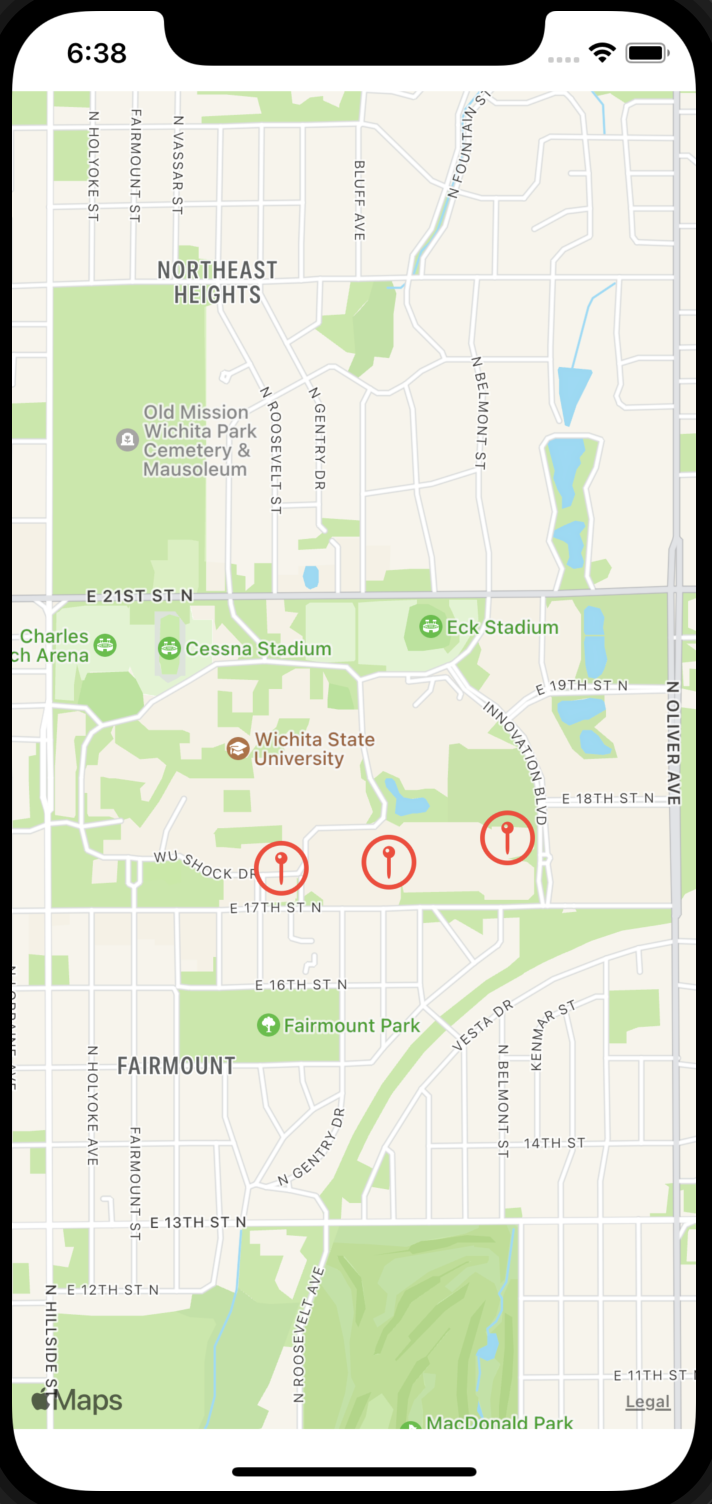 6:38
N HOLYOKE ST
FAIRMOUNT ST
N VASSAR ST
BLUFF AVE
N FOUNTAIN ST
NORTHEAST
HEIGHTS
Old Mission
Wichita Park
Cemetery &
Mausoleum
N ROOSEVELT ST
N GENTRY DR
N BELMONT ST
E 21ST ST N
Charles
ch Arena
Cessna Stadium
Eck Stadium
E 19TH ST N
N OLIVER AVE
INNOVATION BLVD
Wichita State
University
E 18TH ST N
WU SHOCK DR
E 17TH ST N
E 16TH ST N
N LORRAINE AVE
Fairmount Park
VESTA DR
KENMAR ST
N BELMONT ST
FAIRMOUNT
N HOLYOKE AVE
FAIRMOUNT ST
N GENTRY DR
14TH ST
E 13TH ST N
E 12TH ST N
N HILLSIDE ST
N ROOSEVELT AVE
E 11TH ST N
Maps
Legal
MacDonald Park